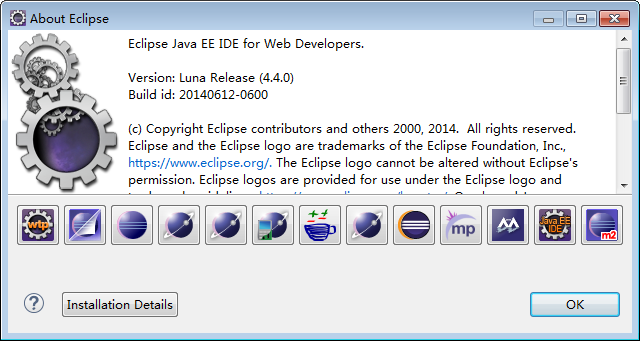 About Eclipse
Eclipse Java EE IDE for Web Developers.
Version: Luna Release (4.4.0)
Build id: 20140612-0600
(c) Copyright Eclipse contributors and others 2000, 2014.  All rights reserved.
Eclipse and the Eclipse logo are trademarks of the Eclipse Foundation, Inc.,
https://www.eclipse.org/. The Eclipse logo cannot be altered without Eclipse's
permission. Eclipse logos are provided for use under the Eclipse logo and
wtp
mp
Java EE
IDE
m2
?
Installation Details
OK